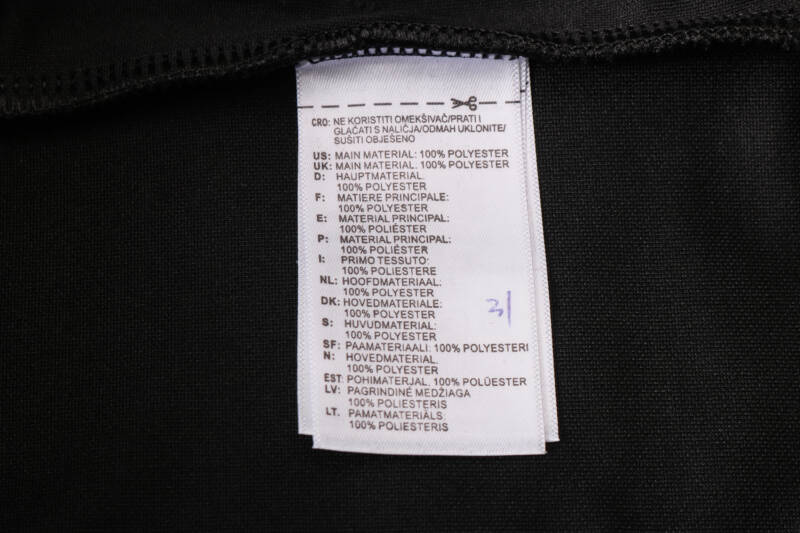 CRO: NE KORISTITI OMEKŠIVAČ/PRATI I
GLAČATI S NALIČJA/ODMAH UKLONITE/
SUŠITI OBJEŠENO
US: MAIN MATERIAL: 100% POLYESTER
UK: MAIN MATERIAL: 100% POLYESTER
D: HAUPTMATERIAL:
100% POLYESTER
F: MATIERE PRINCIPALE:
100% POLYESTER
E: MATERIAL PRINCIPAL:
100% POLIÉSTER
P: MATERIAL PRINCIPAL:
100% POLIÉSTER
I: PRIMO TESSUTO:
100% POLIESTERE
NL: HOOFDMATERIAAL:
100% POLYESTER
DK: HOVEDMATERIALE:
100% POLYESTER
S: HUVUDMATERIAL:
100% POLYESTER
SF: PAAMATERIAALI: 100% POLYESTERI
N: HOVEDMATERIAL:
100% POLYESTER
EST: POHIMATERJAL: 100% POLÜESTER
LV: PAGRINDINĖ MEDŽIAGA
100% POLIESTERIS
LT. PAMATMATERIĀLS:
100% POLIESTERIS